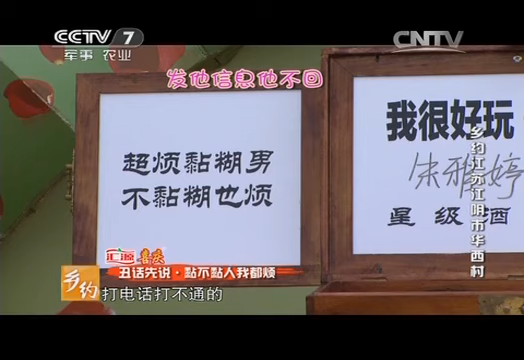 CCTV 7
军事 农业
CNTV
发他信息他不回
超烦黏糊男
不黏糊也烦
我很好玩
朱雅婷
星级酒
乡约江苏江阴市华西村
汇源 喜庆
丑话先说·黏不黏人我都烦
乡约
打电话打不通的